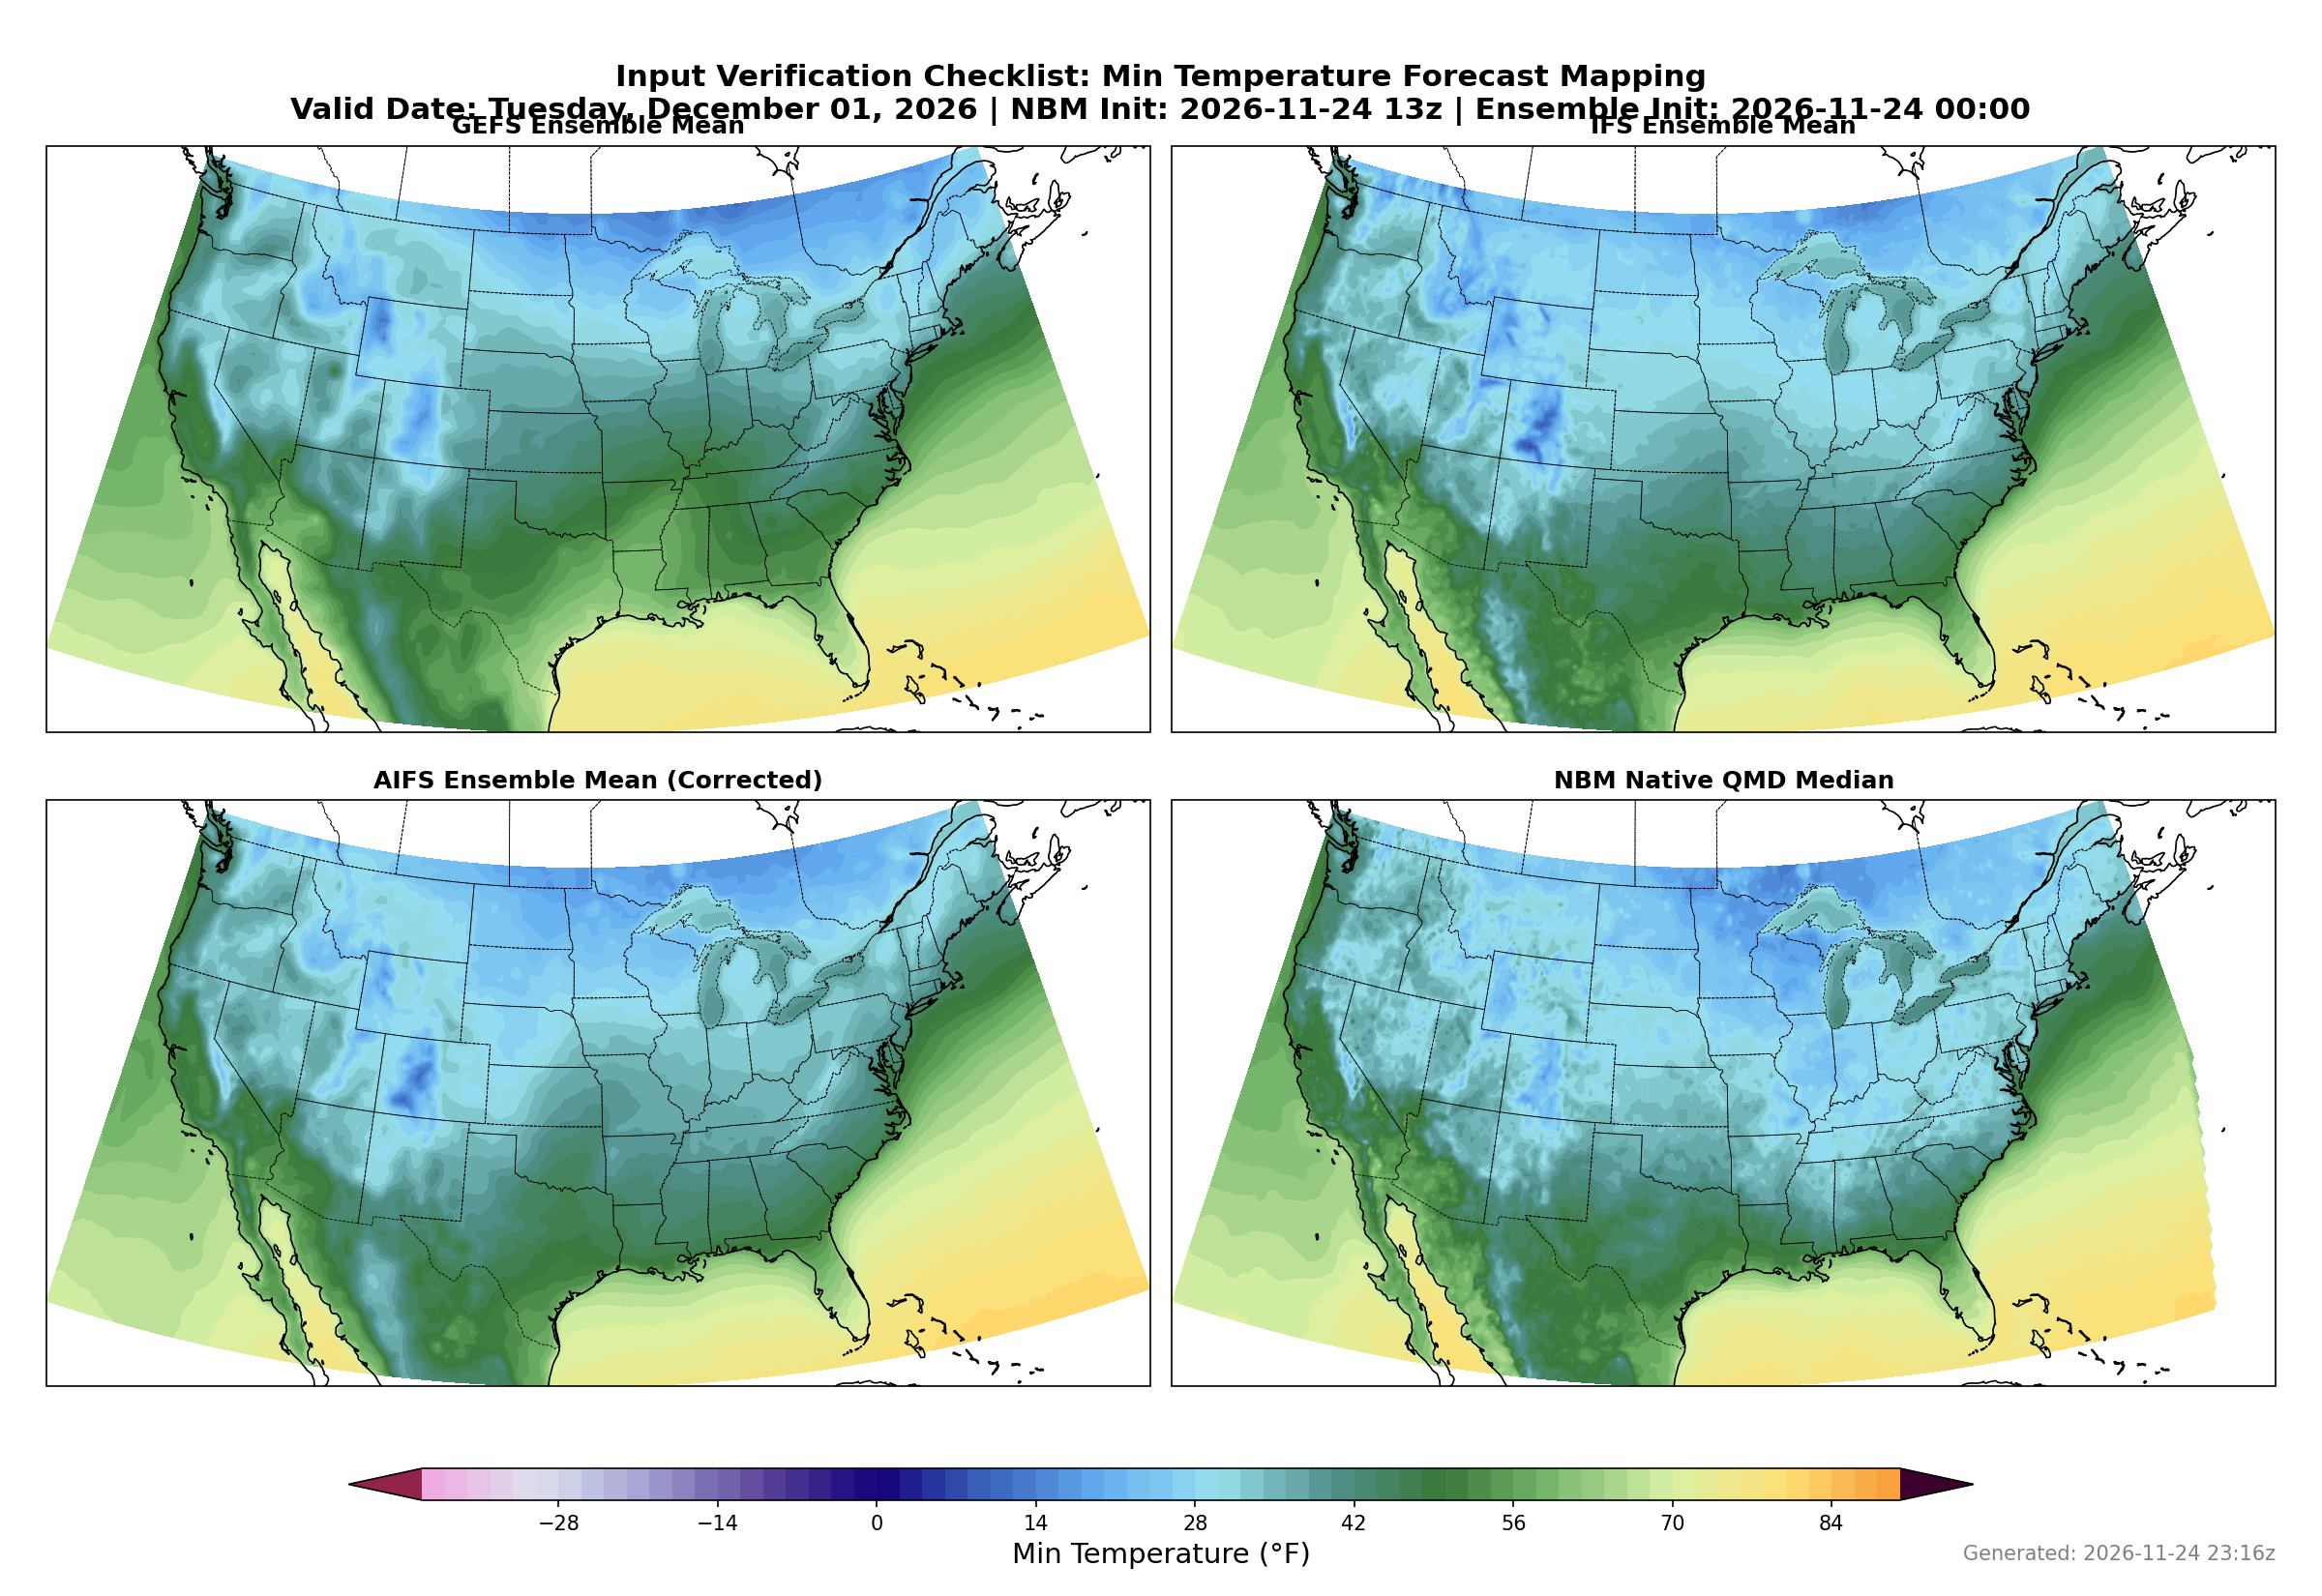 Input Verification Checklist: Min Temperature Forecast Mapping
Valid Date: Tuesday, December 01, 2026 | NBM Init: 2026-11-24 13z | Ensemble Init: 2026-11-24 00:00
GEFS Ensemble Mean
IFS Ensemble Mean
AIFS Ensemble Mean (Corrected)
NBM Native QMD Median
−28 −14 0 14 28 42 56 70 84
Min Temperature (°F)
Generated: 2026-11-24 23:16z